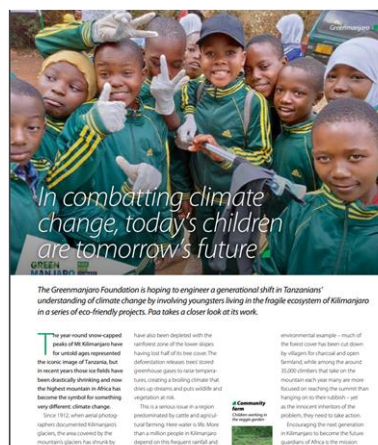 Greenmanjaro
In combatting climate
change, today's children
are tomorrow's future
GREEN
MANJARO
The Greenmanjaro Foundation is hoping to engineer a generational shift in Tanzanians'
understanding of climate change by involving youngsters living in the fragile ecosystem of Kilimanjaro
in a series of eco-friendly projects. Paa takes a closer look at its work.
The year-round snow-capped
peaks of Mt Kilimanjaro have
for untold ages represented
the iconic image of Tanzania, but
in recent years those ice fields have
been drastically shrinking and now
the highest mountain in Africa has
become the symbol for something
very different: climate change.
Since 1912, when aerial photog-
raphers documented Kilimanjaro's
glaciers, the area covered by the
mountain's glaciers has shrunk by
have also been depleted with the
rainforest zone of the lower slopes
having lost half of its tree cover. The
deforestation releases trees' stored
greenhouse gases to raise tempera-
tures, creating a broiling climate that
dries up streams and puts wildlife and
vegetation at risk.
This is a serious issue in a region
predominated by cattle and agricul-
tural farming. Here water is life. More
than a million people in Kilimanjaro
depend on this frequent rainfall and
environmental example – much of
the forest cover has been cut down
by villagers for charcoal and open
farmland, while among the around
35,000 climbers that take on the
mountain each year many are more
focused on reaching the summit than
hanging on to their rubbish – yet
as the innocent inheritors of the
problem, they need to take action.
Encouraging the next generation
in Kilimanjaro to become the future
guardians of Africa is the mission
Community
farm
Children working in
the veggie garden